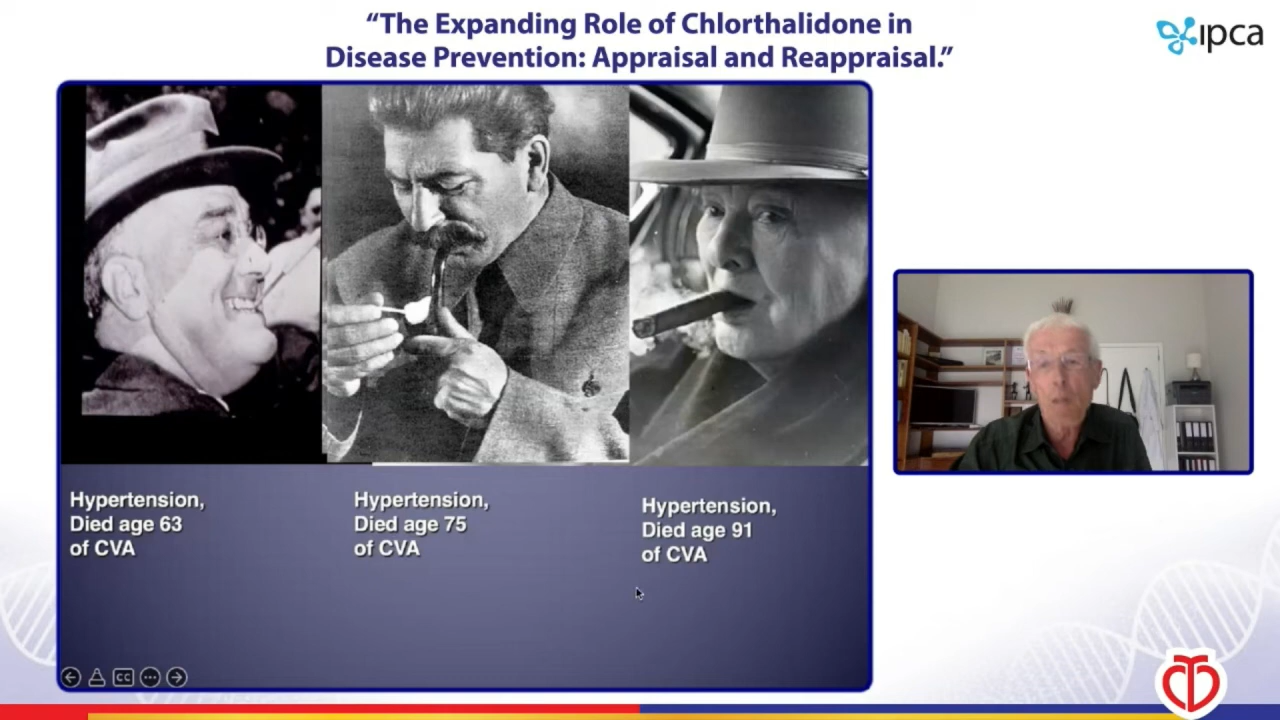 “The Expanding Role of Chlorthalidone in
Disease Prevention: Appraisal and Reappraisal.”
ipca
Hypertension,
Died age 63
of CVA
Hypertension,
Died age 75
of CVA
Hypertension,
Died age 91
of CVA
CC